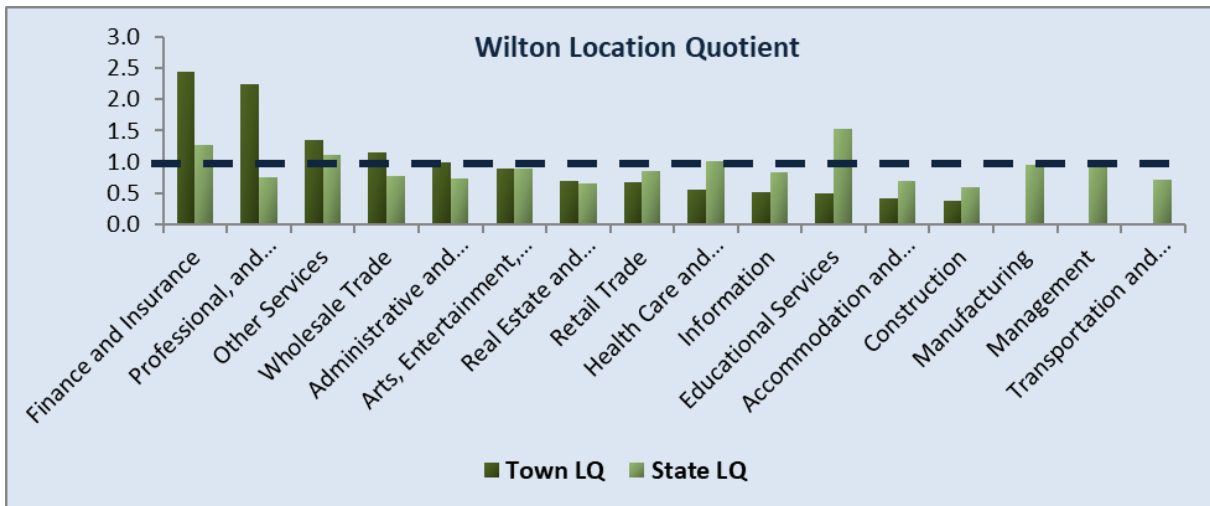 Wilton Location Quotient
3.0
2.5
2.0
1.5
1.0
0.5
0.0
Finance and Insurance
Professional, and...
Other Services
Wholesale Trade
Administrative and...
Arts, Entertainment,...
Real Estate and...
Retail Trade
Health Care and...
Information
Educational Services
Accommodation and...
Construction
Manufacturing
Management
Transportation and...
Town LQ
State LQ